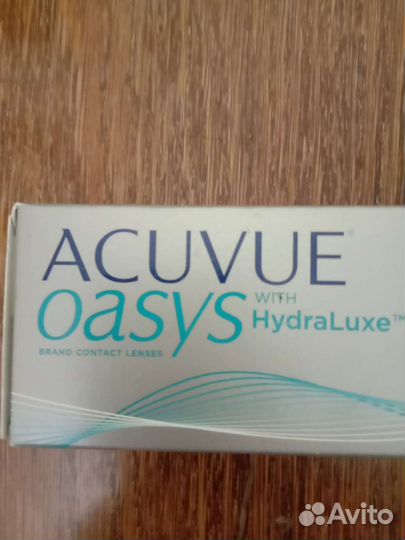 ACUVUE®
oasys WITH
HydraLuxe™
BRAND CONTACT LENSES
Avito